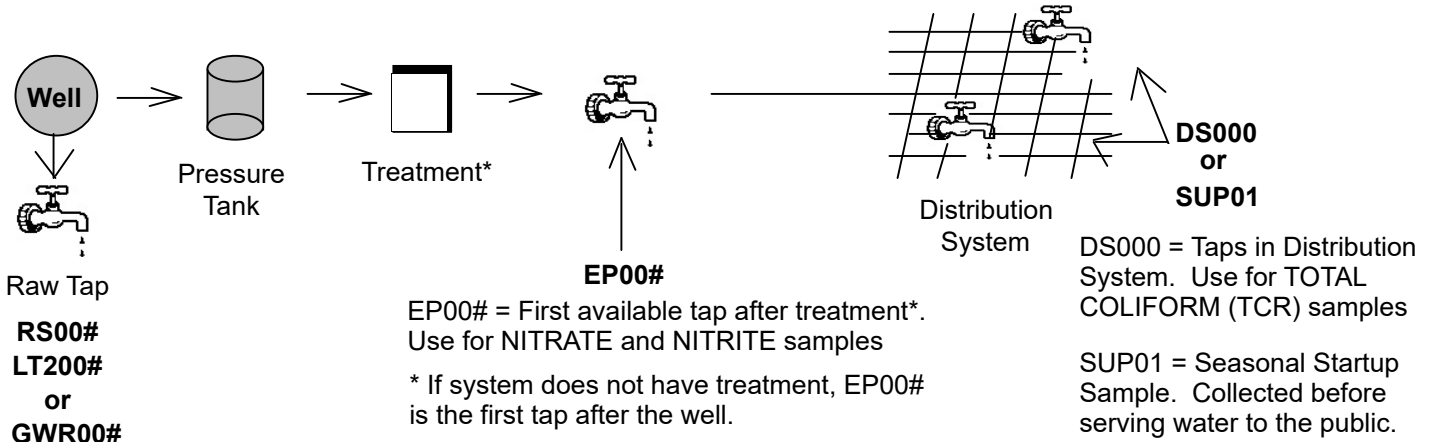 Well
Pressure
Tank
Treatment*
Raw Tap
RS00#
LT200#
or
GWR00#
EP00#
EP00# = First available tap after treatment*.
Use for NITRATE and NITRITE samples
* If system does not have treatment, EP00#
is the first tap after the well.
Distribution
System
DS000
or
SUP01
DS000 = Taps in Distribution
System. Use for TOTAL
COLIFORM (TCR) samples
SUP01 = Seasonal Startup
Sample. Collected before
serving water to the public.